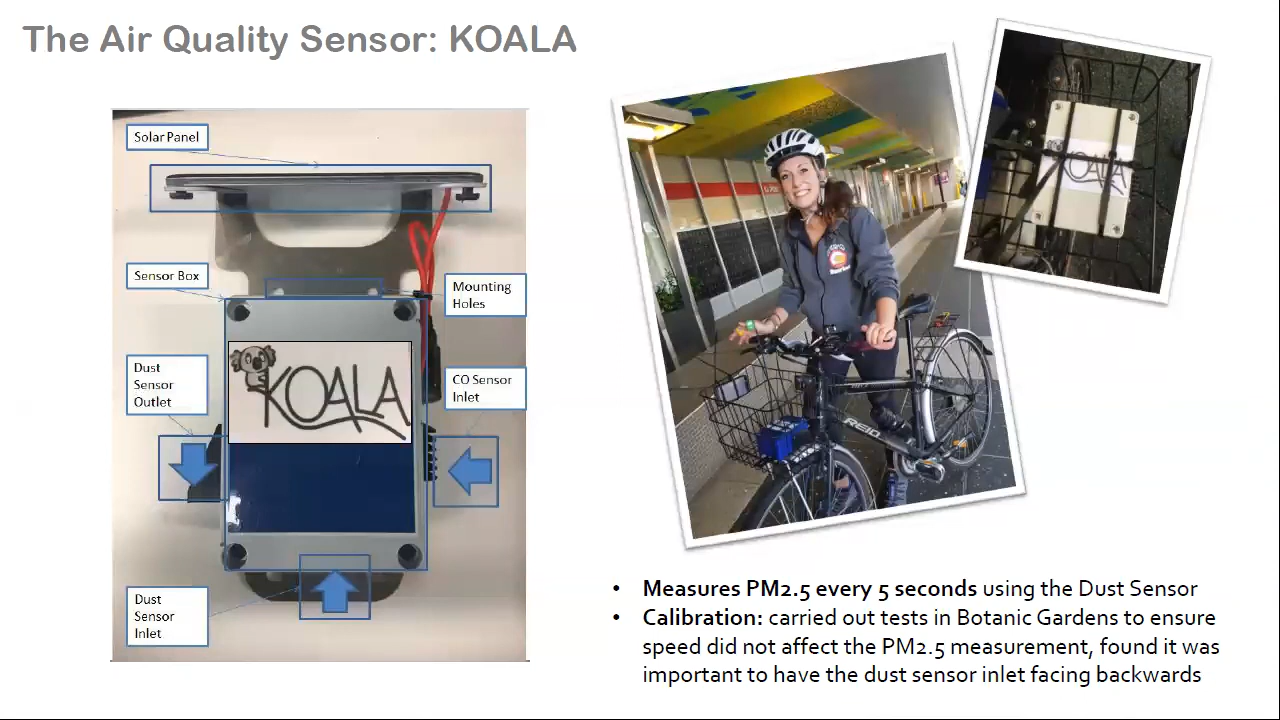 The Air Quality Sensor: KOALA
Solar Panel
Sensor Box
Mounting
Holes
Dust
Sensor
Outlet
CO Sensor
Inlet
KOALA
Dust
Sensor
Inlet
REID
KOALA
• Measures PM2.5 every 5 seconds using the Dust Sensor
• Calibration: carried out tests in Botanic Gardens to ensure
speed did not affect the PM2.5 measurement, found it was
important to have the dust sensor inlet facing backwards